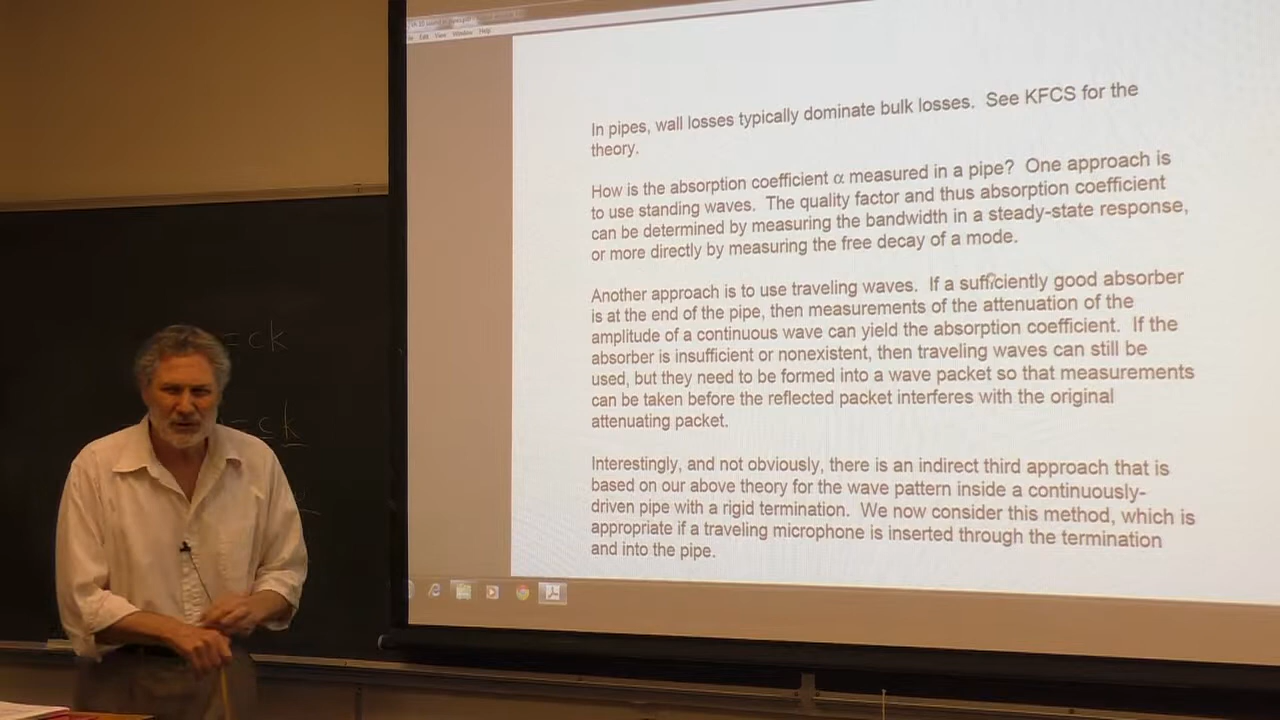 Edit View Window Help
In pipes, wall losses typically dominate bulk losses. See KFCS for the
theory.
How is the absorption coefficient α measured in a pipe? One approach is
to use standing waves. The quality factor and thus absorption coefficient
can be determined by measuring the bandwidth in a steady-state response,
or more directly by measuring the free decay of a mode.
Another approach is to use traveling waves. If a sufficiently good absorber
is at the end of the pipe, then measurements of the attenuation of the
amplitude of a continuous wave can yield the absorption coefficient. If the
absorber is insufficient or nonexistent, then traveling waves can still be
used, but they need to be formed into a wave packet so that measurements
can be taken before the reflected packet interferes with the original
attenuating packet.
Interestingly, and not obviously, there is an indirect third approach that is
based on our above theory for the wave pattern inside a continuously-
driven pipe with a rigid termination. We now consider this method, which is
appropriate if a traveling microphone is inserted through the termination
and into the pipe.
=ck
=ck